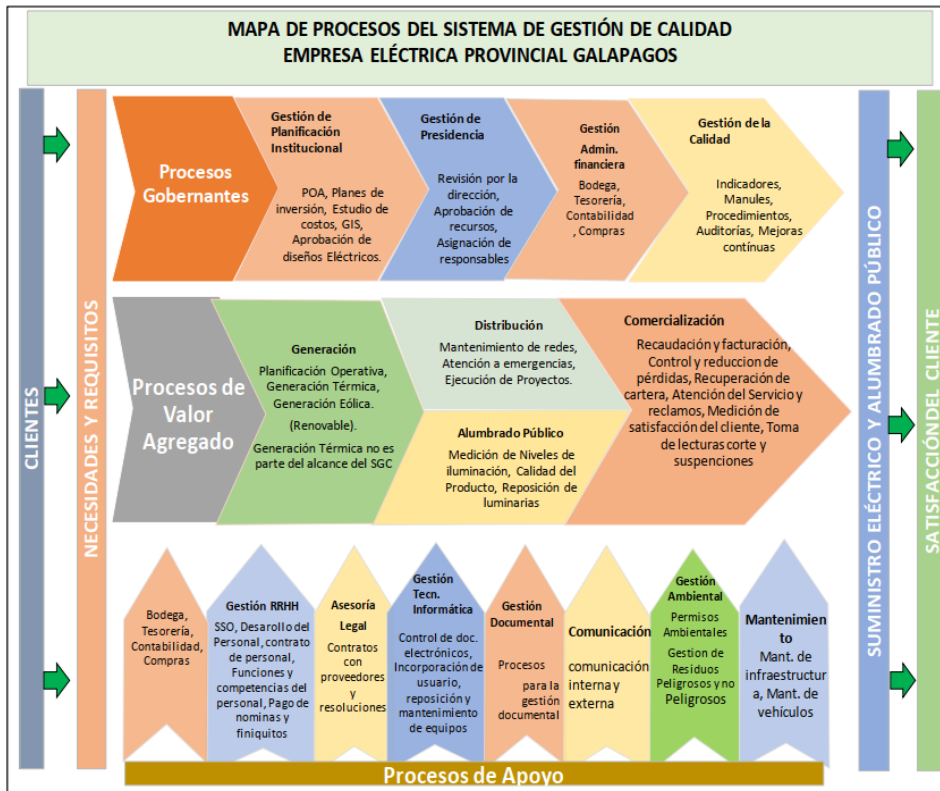 MAPA DE PROCESOS DEL SISTEMA DE GESTIÓN DE CALIDAD
EMPRESA ELÉCTRICA PROVINCIAL GALAPAGOS
CLIENTES
NECESIDADES Y REQUISITOS
Procesos
Gobernantes
Gestión de
Planificación
Institucional
POA, Planes de
inversión, Estudio de
costos, GIS,
Aprobación de
diseños Eléctricos.
Gestión de
Presidencia
Revisión por la
dirección,
Aprobación de
recursos,
Asignación de
responsables
Gestión
Admin.
financiera
Bodega,
Tesorería,
Contabilidad
, Compras
Gestión de la
Calidad
Indicadores,
Manules,
Procedimientos,
Auditorías, Mejoras
contínuas
Procesos de
Valor
Agregado
Generación
Planificación Operativa,
Generación Térmica,
Generación Eólica.
(Renovable).
Generación Térmica no es
parte del alcance del SGC
Distribución
Mantenimiento de redes,
Atención a emergencias,
Ejecución de Proyectos.
Alumbrado Público
Medición de Niveles de
iluminación, Calidad del
Producto, Reposición de
luminarias
Comercialización
Recaudación y facturación,
Control y reduccion de
pérdidas, Recuperación de
cartera, Atención del Servicio y
reclamos, Medición de
satisfacción del cliente, Toma
de lecturas corte y
suspenciones
Bodega,
Tesorería,
Contabilidad,
Compras
Gestión RRHH
SSO, Desarollo del
Personal, contrato
de personal,
Funciones y
competencias del
personal, Pago de
nominas y
finiquitos
Asesoría
Legal
Contratos
con
proveedores
y
resoluciones
Gestión
Tecn.
Informática
Control de doc.
electrónicos,
Incorporación de
usuario,
reposición y
mantenimiento
de equipos
Gestión
Documental
Procesos
para la
gestión
documental
Comunicación
comunicación
interna y
externa
Gestión
Ambiental
Permisos
Ambientales
Gestion de
Residuos
Peligrosos y no
Peligrosos
Mantenimien
to
Mant. de
infraestructur
a, Mant. de
vehículos
Procesos de Apoyo
SUMINISTRO ELÉCTRICO Y ALUMBRADO PÚBLICO
SATISFACCIÓNDEL CLIENTE